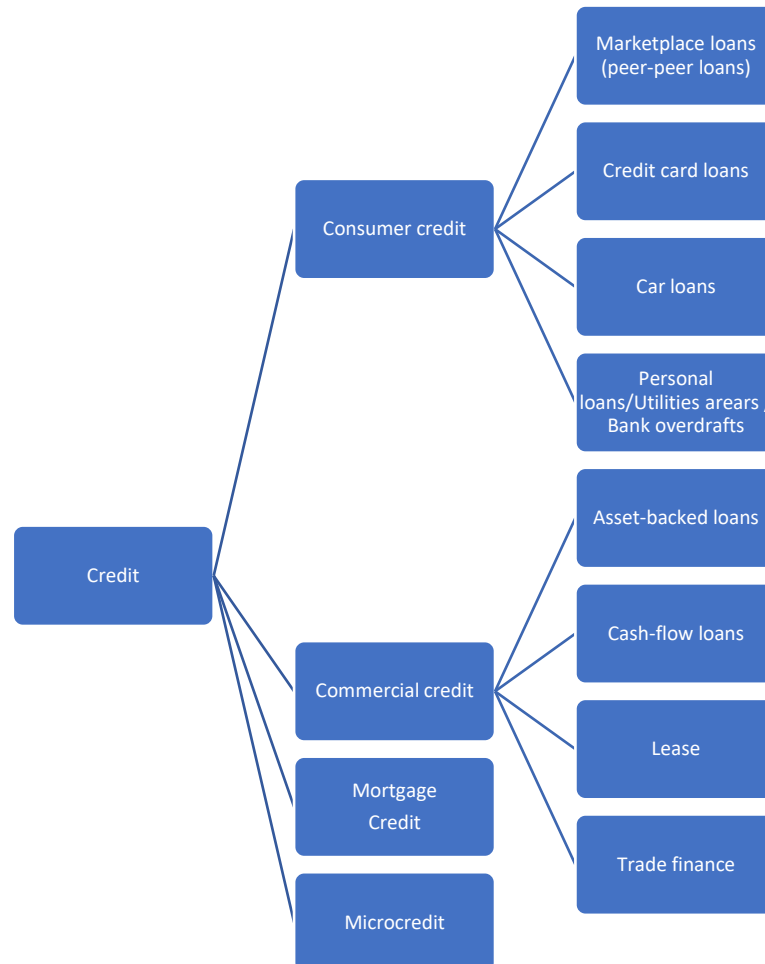 Marketplace loans
(peer-peer loans)
Credit card loans
Consumer credit
Car loans
Personal
loans/Utilities arears /
Bank overdrafts
Asset-backed loans
Credit
Cash-flow loans
Commercial credit
Lease
Mortgage
Credit
Trade finance
Microcredit